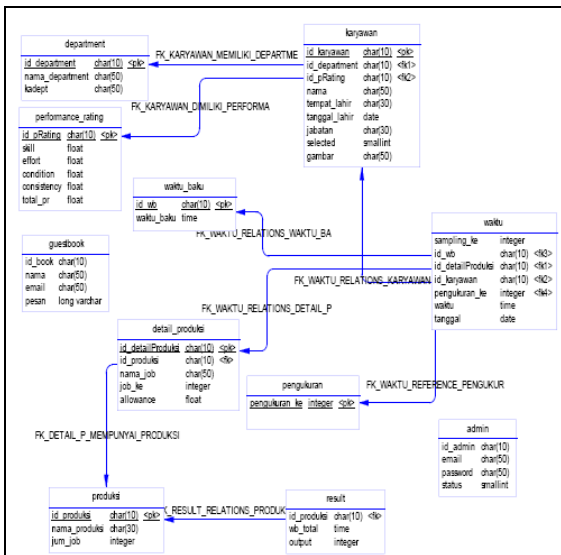 department
id_department char(10) <pk>
nama_department char(50)
kadept char(50)
FK_KARYAWAN_MEMILIKI_DEPARTME
karyawan
id_karyawan char(10) <pk>
id_department char(10) <fk1>
id_pRating char(10) <fk2>
nama char(50)
tempat_lahir char(30)
tanggal_lahir date
jabatan char(30)
selected smallint
gambar char(50)
FK_KARYAWAN_DIMILIKI_PERFORMA
performance_rating
id_pRating char(10) <pk>
skill float
effort float
condition float
consistency float
total_pr float
waktu_baku
id_wb char(10) <pk>
waktu_baku time
FK_WAKTU_RELATIONS_WAKTU_BA
guestbook
id_book char(10)
nama char(50)
email char(50)
pesan long varchar
waktu
sampling_ke integer
id_wb char(10) <fk3>
id_detailProduksi char(10) <fk1>
id_karyawan char(10) <fk2>
pengukuran_ke integer <fk4>
waktu time
tanggal date
FK_WAKTU_RELATIONS_KARYAWAN
FK_WAKTU_RELATIONS_DETAIL_P
detail_produksi
id_detailProduksi char(10) <pk>
id_produksi char(10) <fk>
nama_job char(50)
job_ke integer
allowance float
pengukuran
pengukuran_ke integer <pk>
FK_WAKTU_REFERENCE_PENGUKUR
FK_DETAIL_P_MEMPUNYAI_PRODUKSI
admin
id_admin char(10)
email char(50)
password char(50)
status smallint
produksi
id_produksi char(10) <pk>
nama_produksi char(30)
jum_job integer
K_RESULT_RELATIONS_PRODUK
result
id_produksi char(10) <fk>
wb_total time
output integer